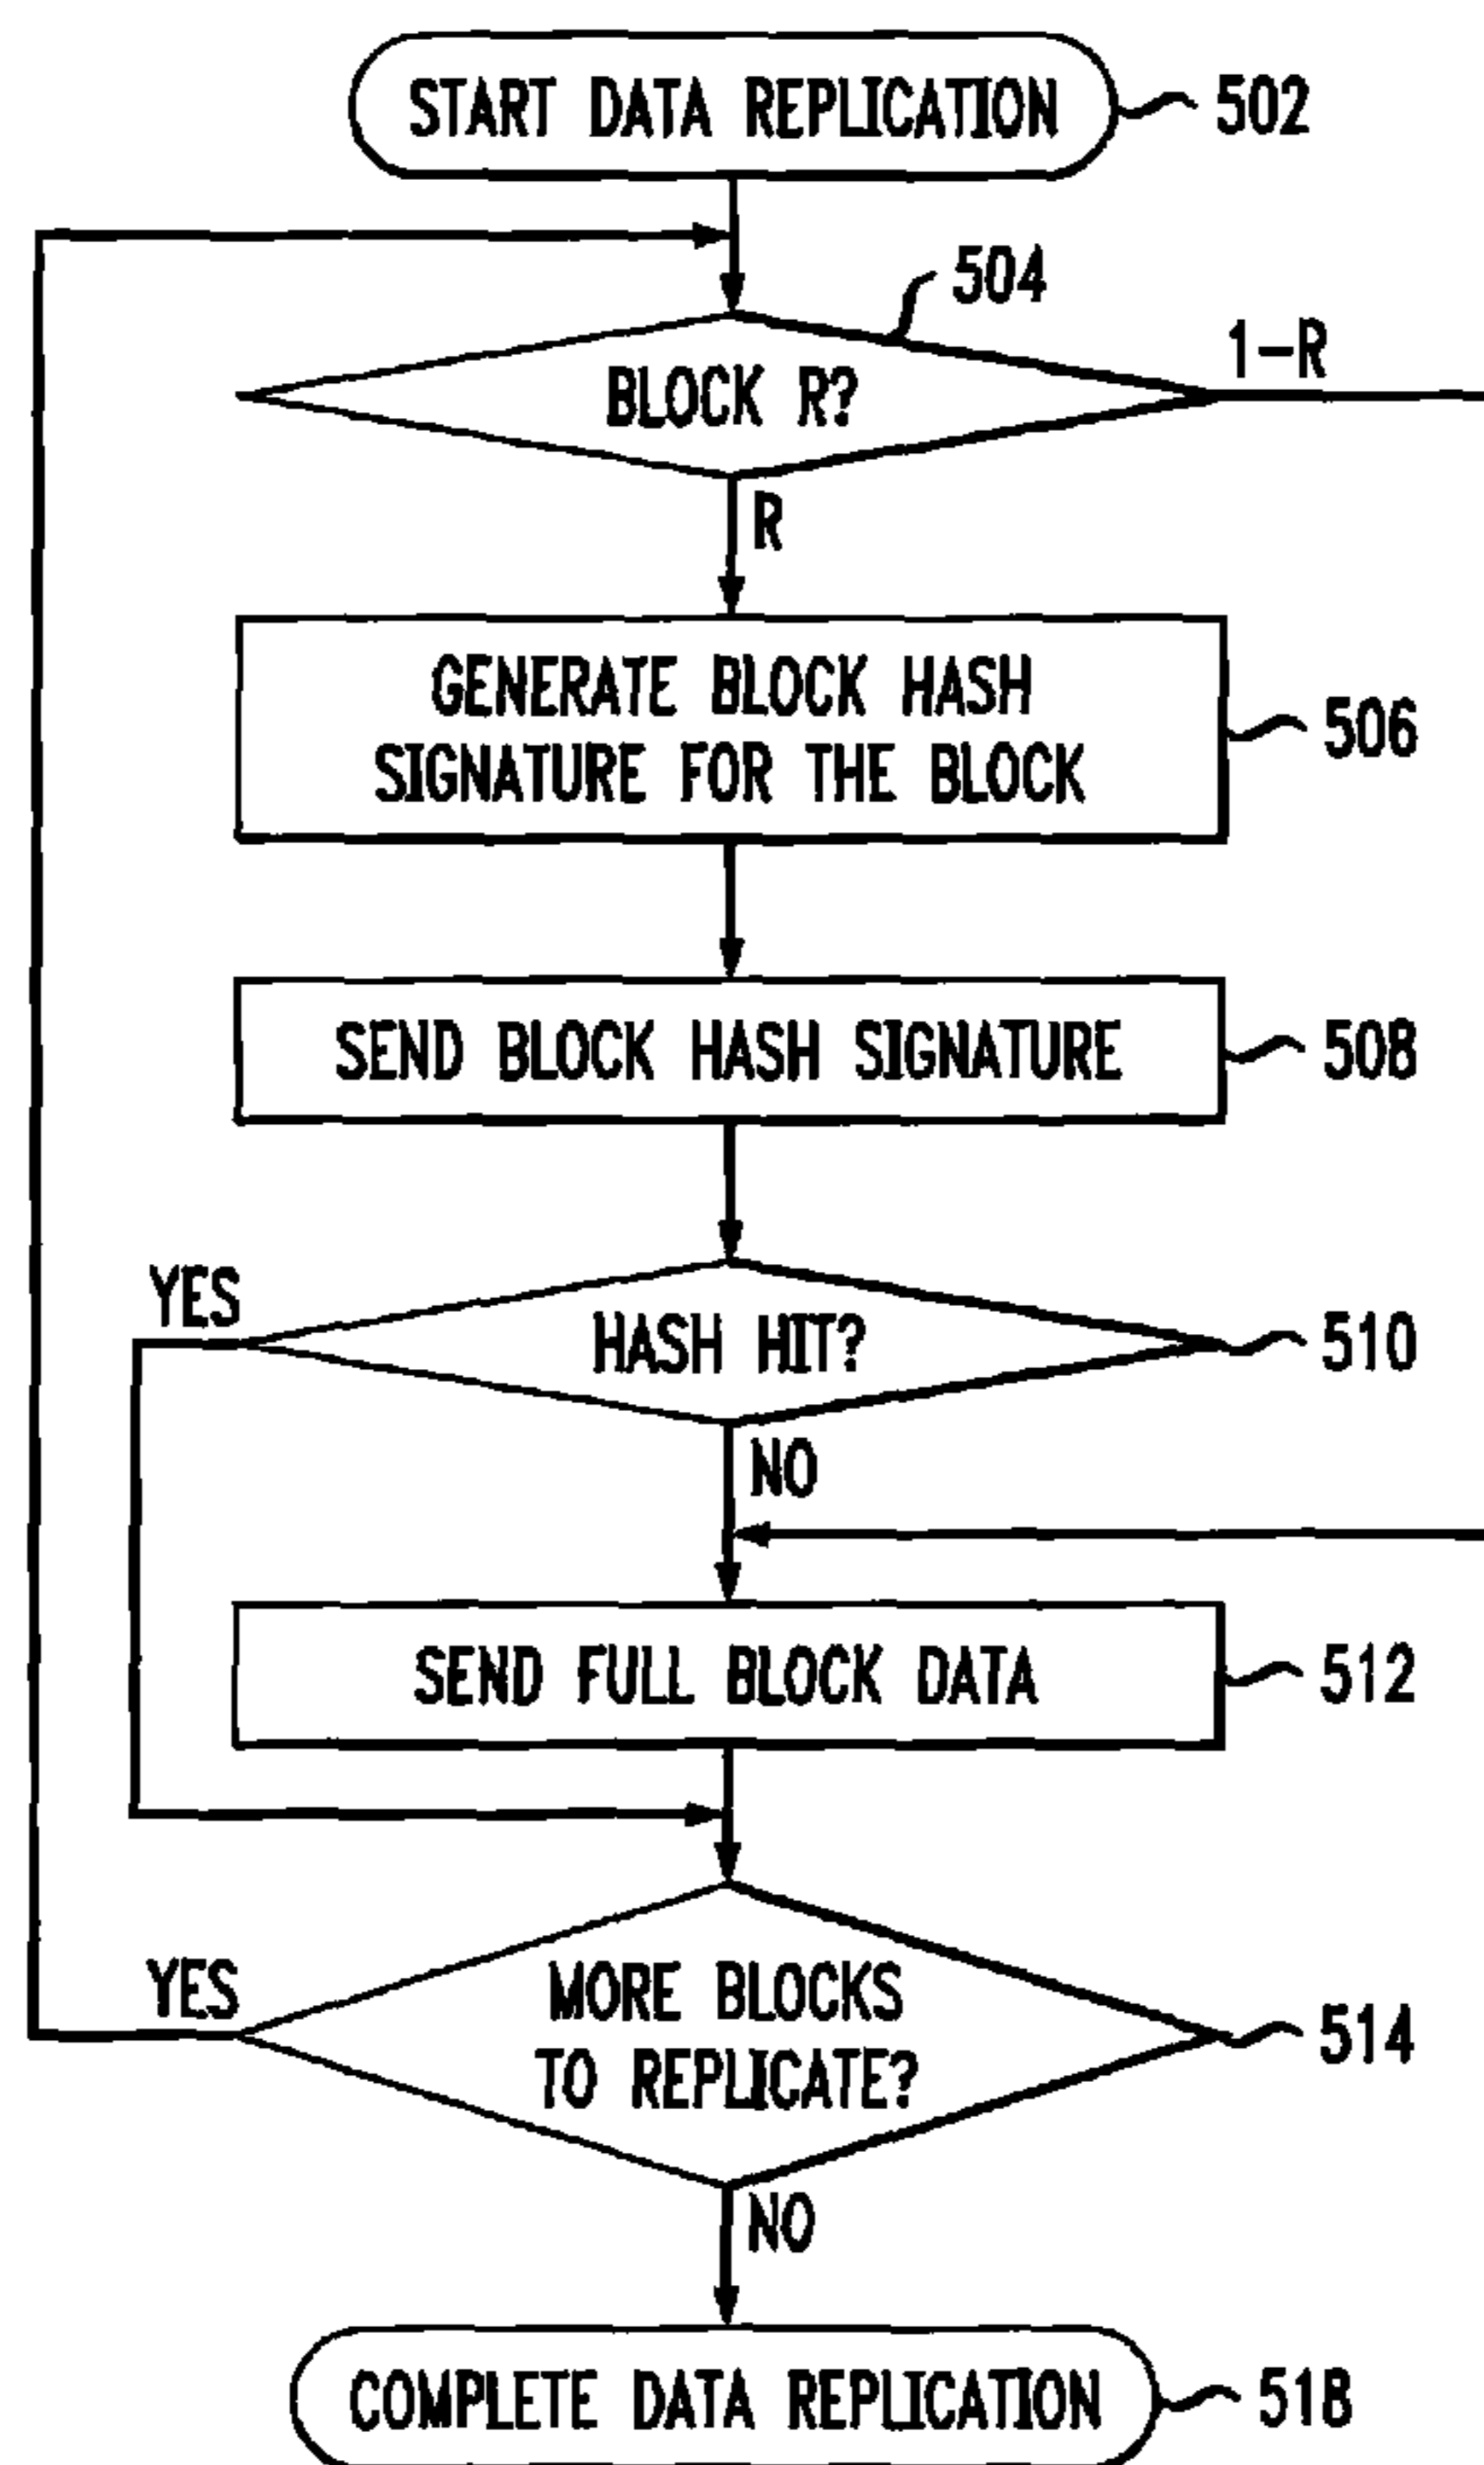 START DATA REPLICATION
502
504
BLOCK R?
1-R
R
GENERATE BLOCK HASH
SIGNATURE FOR THE BLOCK
506
SEND BLOCK HASH SIGNATURE
508
YES
HASH HIT?
510
NO
SEND FULL BLOCK DATA
512
YES
MORE BLOCKS
TO REPLICATE?
514
NO
COMPLETE DATA REPLICATION
518